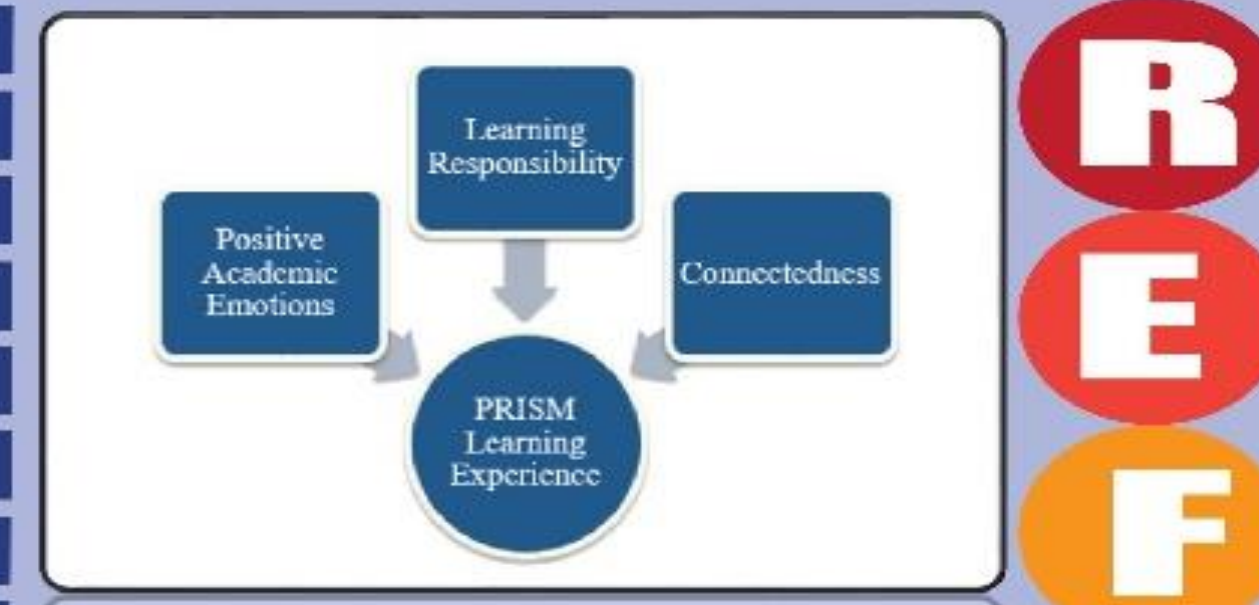 Learning
Responsibility
Positive
Academic
Emotions
Connectedness
PRISM
Learning
Experience
R
E
F